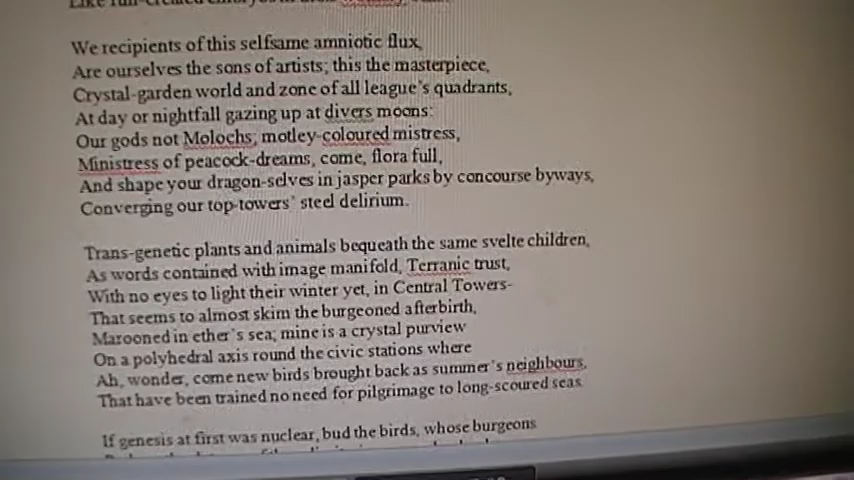 We recipients of this selfsame amniotic flux,
Are ourselves the sons of artists; this the masterpiece,
Crystal-garden world and zone of all league's quadrants,
At day or nightfall gazing up at divers moons:
Our gods not Molochs; motley-coloured mistress,
Ministress of peacock-dreams, come, flora full,
And shape your dragon-selves in jasper parks by concourse byways,
Converging our top-towers' steel delirium.
Trans-genetic plants and animals bequeath the same svelte children,
As words contained with image manifold, Terranic trust,
With no eyes to light their winter yet, in Central Towers-
That seems to almost skim the burgeoned afterbirth,
Marooned in ether's sea; mine is a crystal purview
On a polyhedral axis round the civic stations where
Ah, wonder, come new birds brought back as summer's neighbours,
That have been trained no need for pilgrimage to long-scoured seas.
If genesis at first was nuclear, bud the birds, whose burgeons